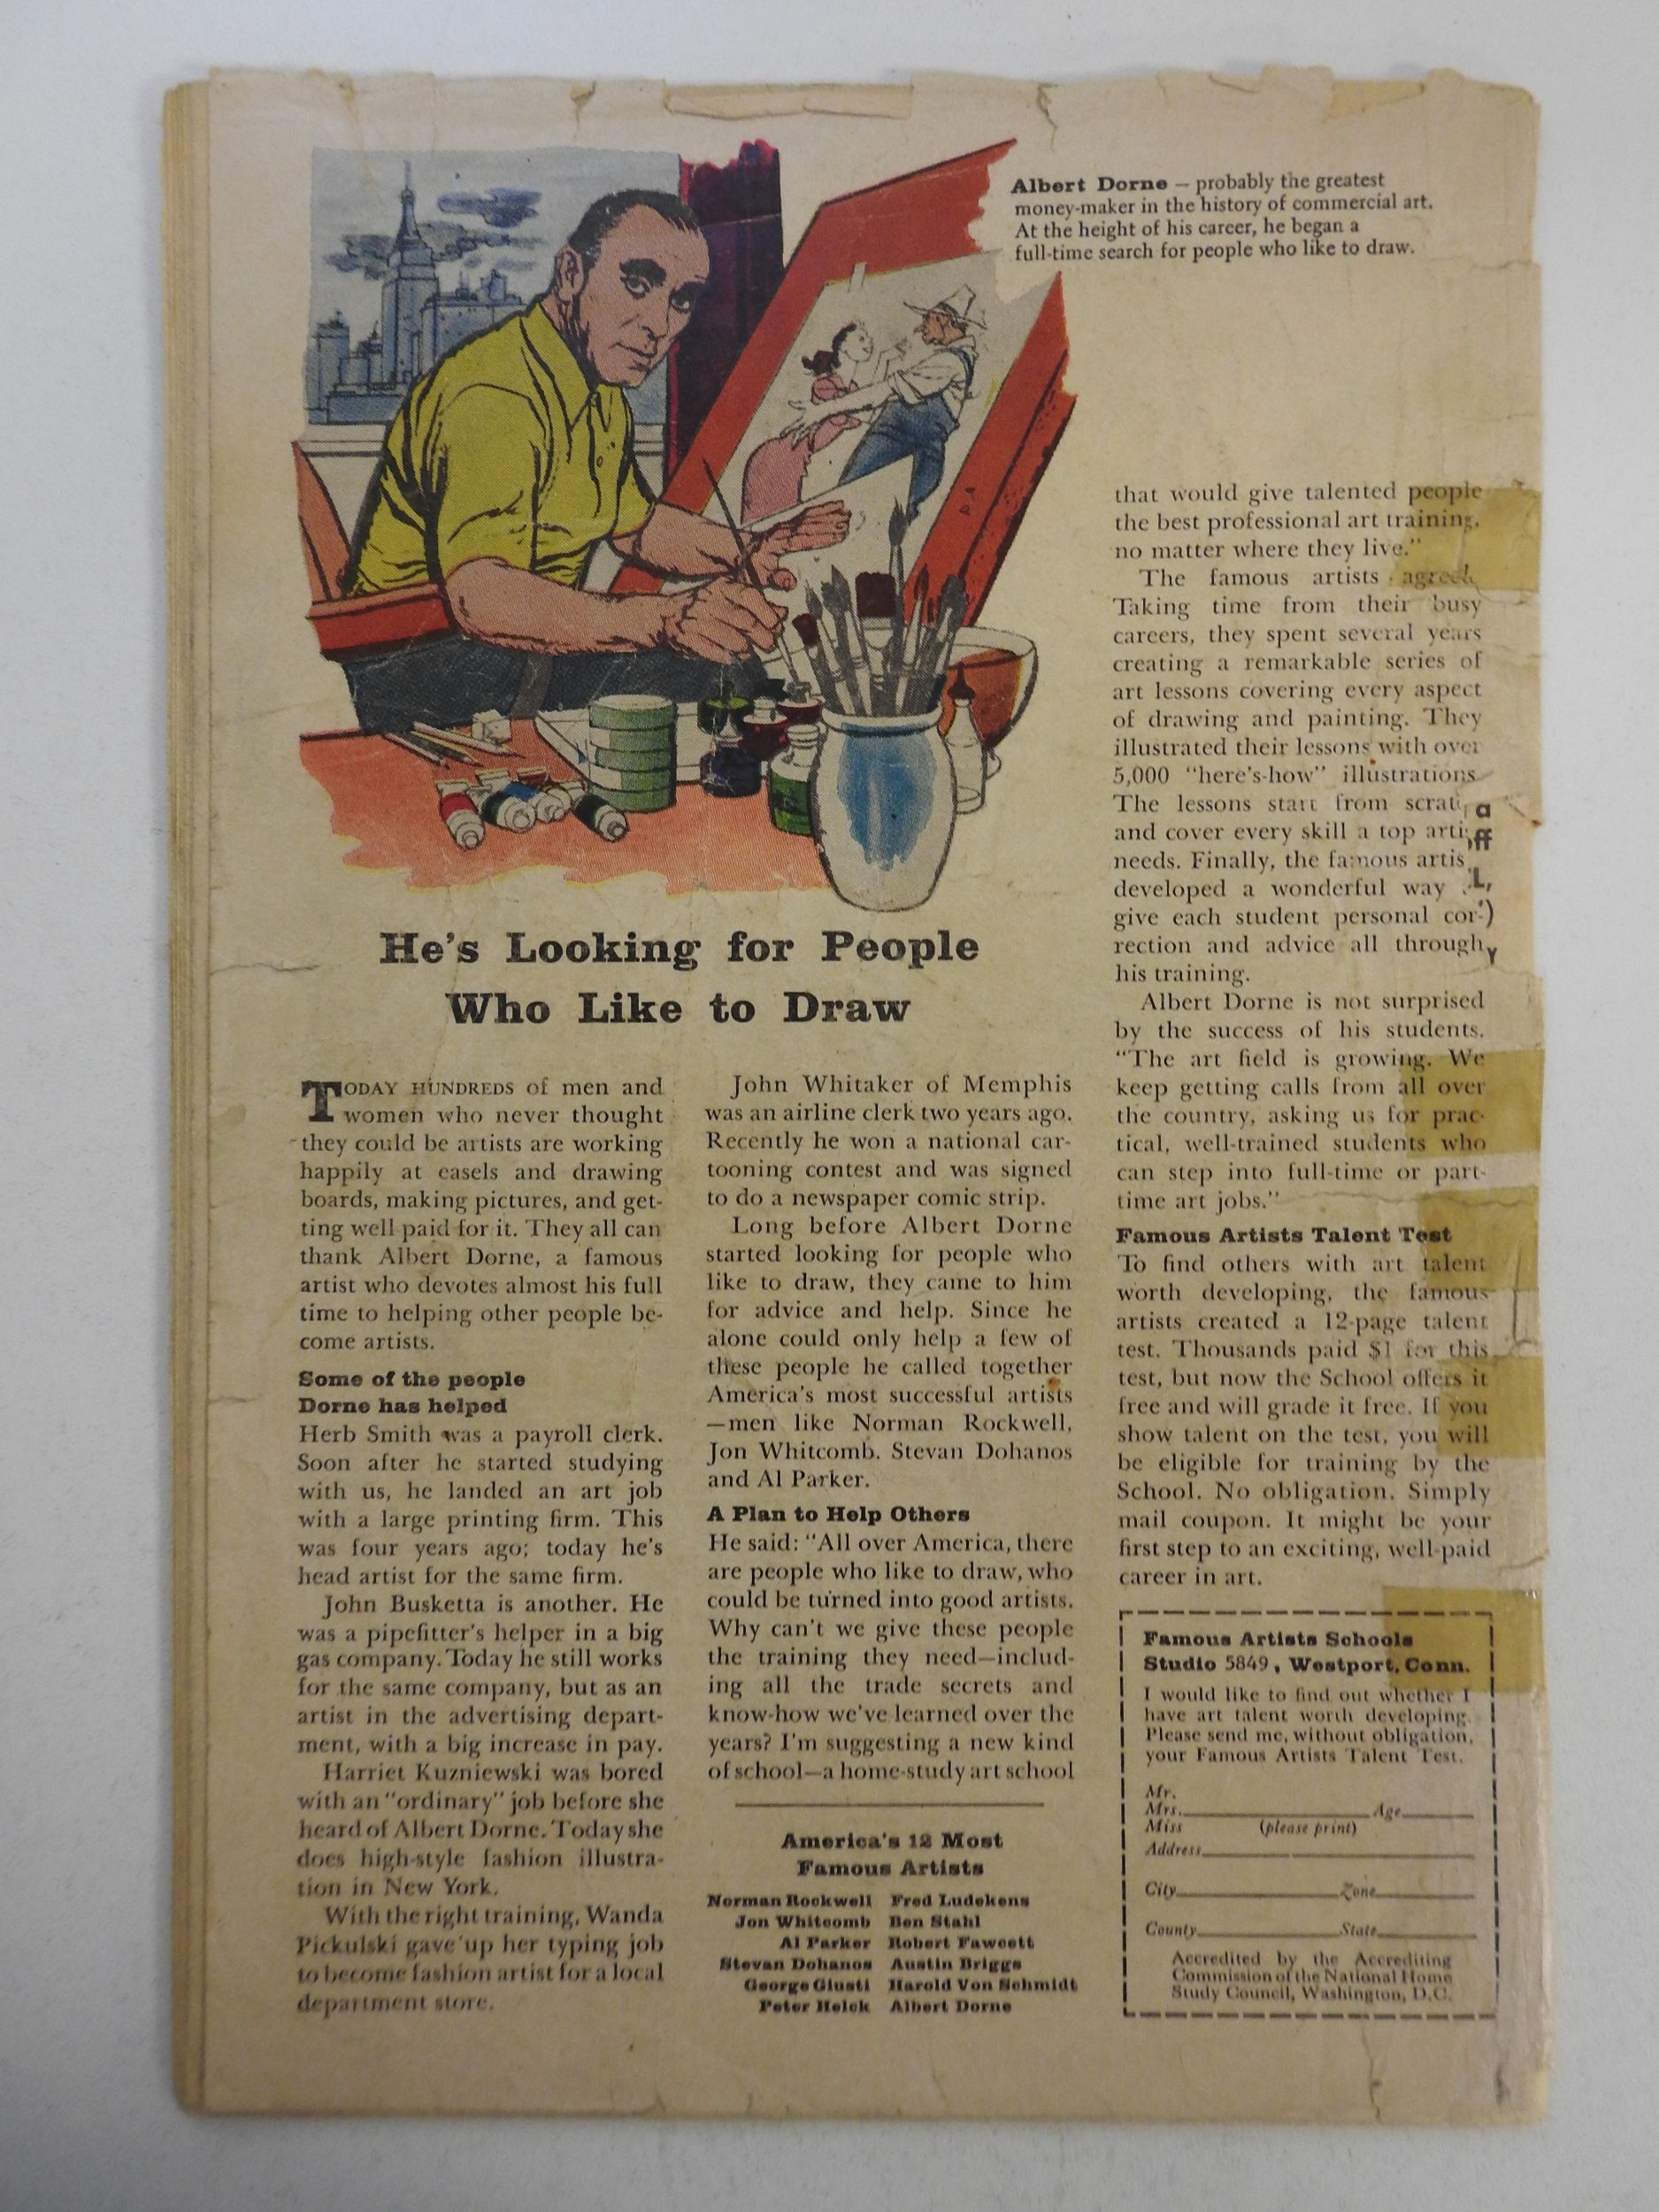 Albert Dorne — probably the greatest
money-maker in the history of commercial art.
At the height of his career, he began a
full-time search for people who like to draw.
He's Looking for People
Who Like to Draw
TODAY HUNDREDS of men and
women who never thought
they could be artists are working
happily at easels and drawing
boards, making pictures, and get-
ting well paid for it. They all can
thank Albert Dorne, a famous
artist who devotes almost his full
time to helping other people be-
come artists.
Some of the people
Dorne has helped
Herb Smith was a payroll clerk.
Soon after he started studying
with us, he landed an art job
with a large printing firm. This
was four years ago; today he's
head artist for the same firm.
John Busketta is another. He
was a pipefitter's helper in a big
gas company. Today he still works
for the same company, but as an
artist in the advertising depart-
ment, with a big increase in pay.
Harriet Kuzniewski was bored
with an "ordinary" job before she
heard of Albert Dorne. Today she
does high-style fashion illustra-
tion in New York.
With the right training, Wanda
Pickulski gave up her typing job
to become fashion artist for a local
department store.
John Whitaker of Memphis
was an airline clerk two years ago.
Recently he won a national car-
tooning contest and was signed
to do a newspaper comic strip.
Long before Albert Dorne
started looking for people who
like to draw, they came to him
for advice and help. Since he
alone could only help a few of
these people he called together
America's most successful artists
—men like Norman Rockwell,
Jon Whitcomb. Stevan Dohanos
and Al Parker.
A Plan to Help Others
He said: "All over America, there
are people who like to draw, who
could be turned into good artists.
Why can't we give these people
the training they need—includ-
ing all the trade secrets and
know-how we've learned over the
years? I'm suggesting a new kind
of school—a home-study art school
America's 12 Most
Famous Artists
Norman Rockwell Fred Ludekens
Jon Whitcomb Ben Stahl
Al Parker Robert Fawcett
Stevan Dohanos Austin Briggs
George Giusti Harold Von Schmidt
Peter Helck Albert Dorne
that would give talented people
the best professional art training,
no matter where they live."
The famous artists agreed.
Taking time from their busy
careers, they spent several years
creating a remarkable series of
art lessons covering every aspect
of drawing and painting. They
illustrated their lessons with over
5,000 "here's-how" illustrations
The lessons start from scrat
and cover every skill a top arti
needs. Finally, the famous artis
developed a wonderful way
give each student personal cor-
rection and advice all through
his training.
Albert Dorne is not surprised
by the success of his students.
"The art field is growing. We
keep getting calls from all over
the country, asking us for prac-
tical, well-trained students who
can step into full-time or part-
time art jobs."
Famous Artists Talent Test
To find others with art talent
worth developing, the famous
artists created a 12-page talent
test. Thousands paid $1 for this
test, but now the School offers it
free and will grade it free. If you
show talent on the test, you will
be eligible for training by the
School. No obligation. Simply
mail coupon. It might be your
first step to an exciting, well-paid
career in art.
Famous Artists Schools
Studio 5849, Westport, Conn.
I would like to find out whether I
have art talent worth developing.
Please send me, without obligation,
your Famous Artists Talent Test.
Mr.
Mrs. Age
Miss (please print)
Address
City Zone
County State
Accredited by the Accrediting
Commission of the National Home
Study Council, Washington, D.C.